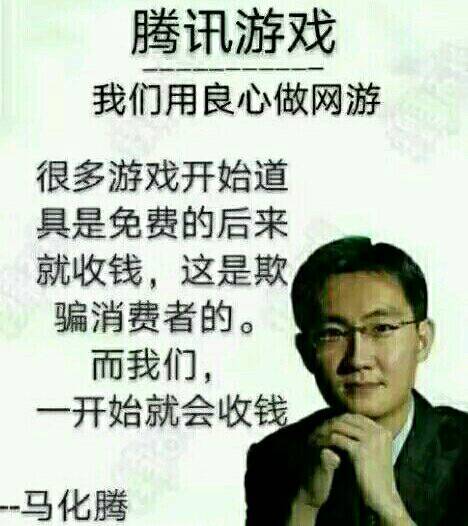 腾讯游戏
-----------
我们用良心做网游
很多游戏开始道
具是免费的后来
就收钱，这是欺
骗消费者的。
而我们，
一开始就会收钱
--马化腾